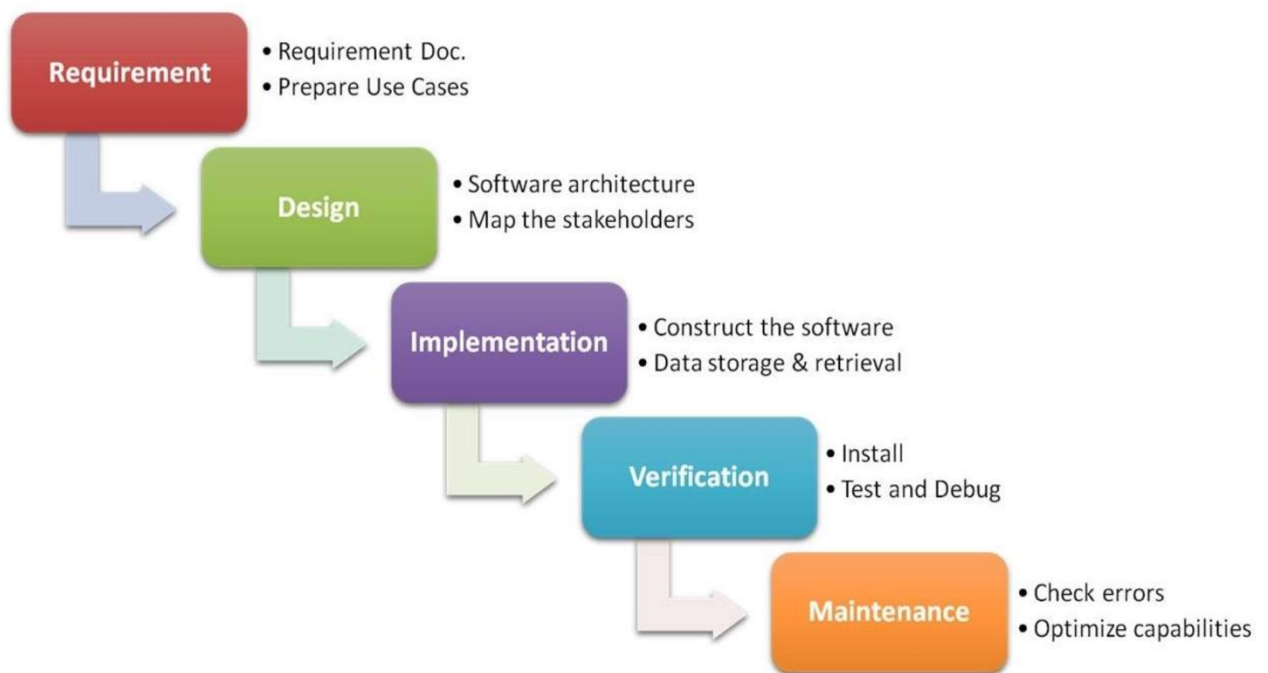 Requirement
• Requirement Doc.
• Prepare Use Cases
Design
• Software architecture
• Map the stakeholders
Implementation
• Construct the software
• Data storage & retrieval
Verification
• Install
• Test and Debug
Maintenance
• Check errors
• Optimize capabilities